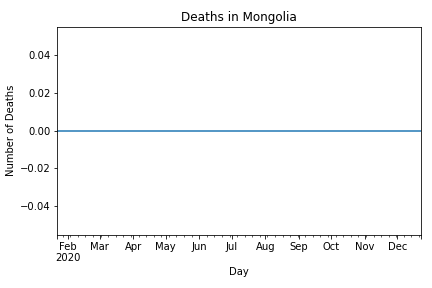 Deaths in Mongolia
Number of Deaths
0.04
0.02
0.00
−0.02
−0.04
Feb Mar Apr May Jun Jul Aug Sep Oct Nov Dec
2020
Day